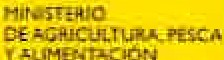 MINISTERIO
DE AGRICULTURA, PESCA
Y ALIMENTACIÓN